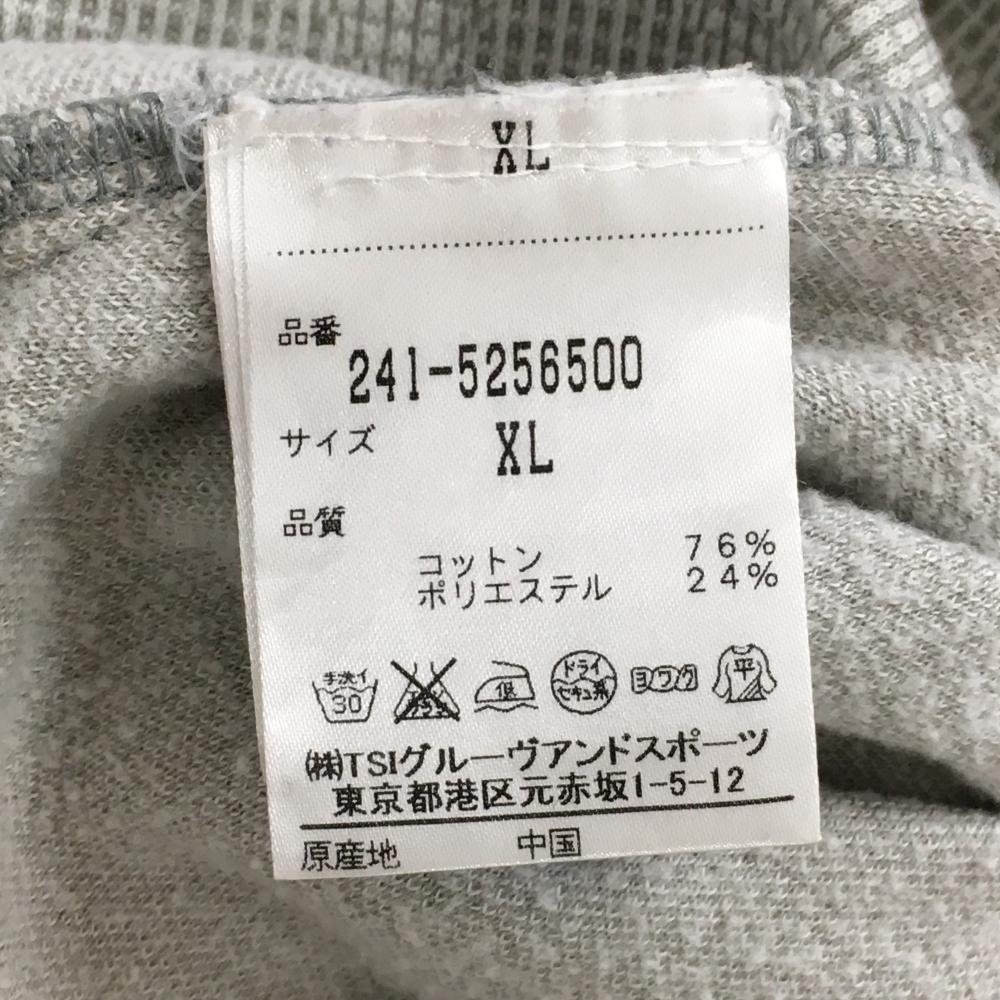 XL
品番
241-5256500
サイズ XL
品質
コットン 76%
ポリエステル 24%
手洗イ 30 低 ドライ セキユ系 ヨワク 平
㈱TSIグルーヴアンドスポーツ
東京都港区元赤坂1-5-12
原産地 中国